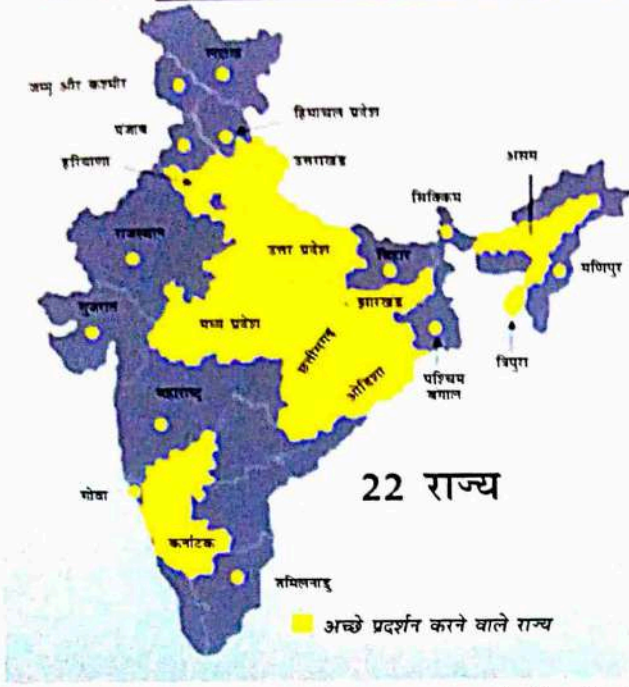 लद्दाख
जम्मू और कश्मीर
हिमाचल प्रदेश
पंजाब
हरियाणा
उत्तराखंड
असम
सिक्किम
राजस्थान
उत्तर प्रदेश
बिहार
मणिपुर
झारखंड
गुजरात
मध्य प्रदेश
छत्तीसगढ़
ओडिशा
त्रिपुरा
पश्चिम
बंगाल
महाराष्ट्र
22 राज्य
गोवा
कर्नाटक
तमिलनाडु
अच्छे प्रदर्शन करने वाले राज्य